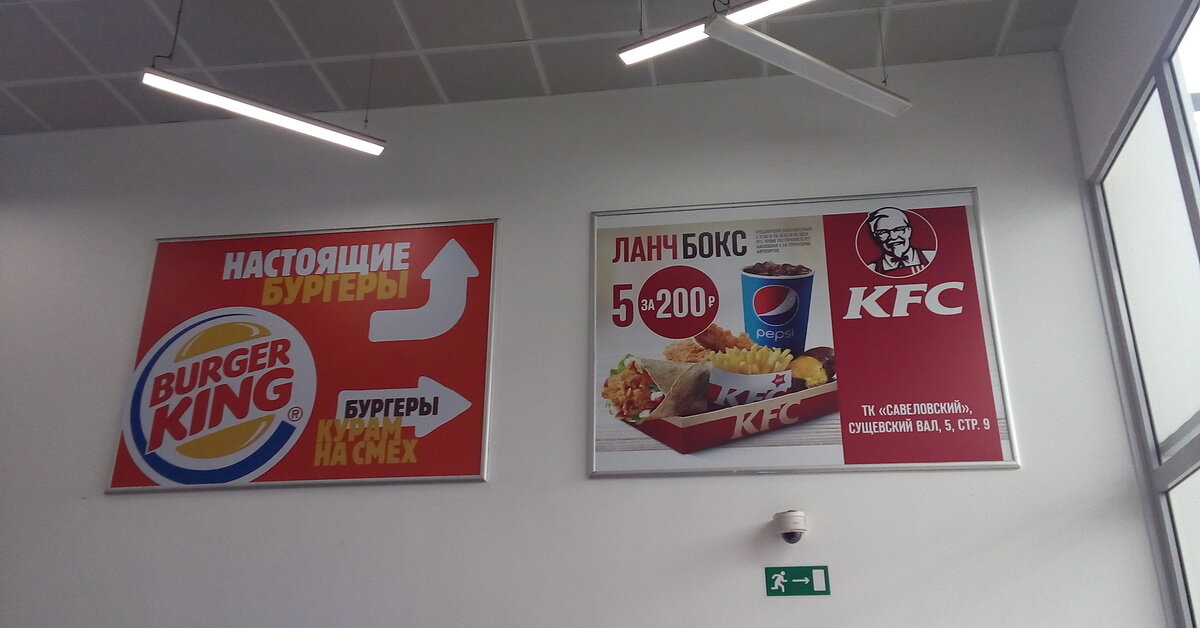 НАСТОЯЩИЕ
БУРГЕРЫ
BURGER
KING®
БУРГЕРЫ
КУРАМ
НА СМЕХ
ЛАНЧ БОКС
5 ЗА 200 ₽
pepsi
KFC
KFC
KFC
ТК «САВЕЛОВСКИЙ»,
СУЩЕВСКИЙ ВАЛ, 5, СТР. 9